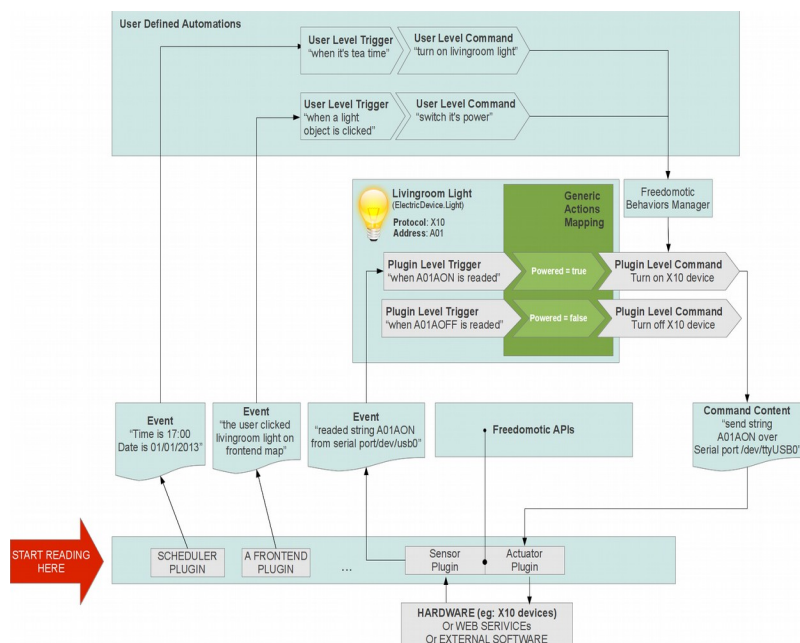 User Defined Automations
User Level Trigger
"when it's tea time"
User Level Command
"turn on livingroom light"
User Level Trigger
"when a light
object is clicked"
User Level Command
"switch it's power"
Livingroom Light
(ElectricDevice.Light)
Protocol: X10
Address: A01
Generic
Actions
Mapping
Freedomotic
Behaviors Manager
Plugin Level Trigger
"when A01AON is readed"
Powered = true
Plugin Level Command
Turn on X10 device
Plugin Level Trigger
"when A01AOFF is readed"
Powered = false
Plugin Level Command
Turn off X10 device
Event
"Time is 17:00
Date is 01/01/2013"
Event
"the user clicked
livingroom light on
frontend map"
Event
"readed string A01AON
from serial port/dev/usb0"
Freedomotic APIs
Command Content
"send string
A01AON over
Serial port /dev/ttyUSB0"
START READING
HERE
SCHEDULER
PLUGIN
A FRONTEND
PLUGIN
...
Sensor
Plugin
Actuator
Plugin
HARDWARE (eg: X10 devices)
Or WEB SERIVICEs
Or EXTERNAL SOFTWARE